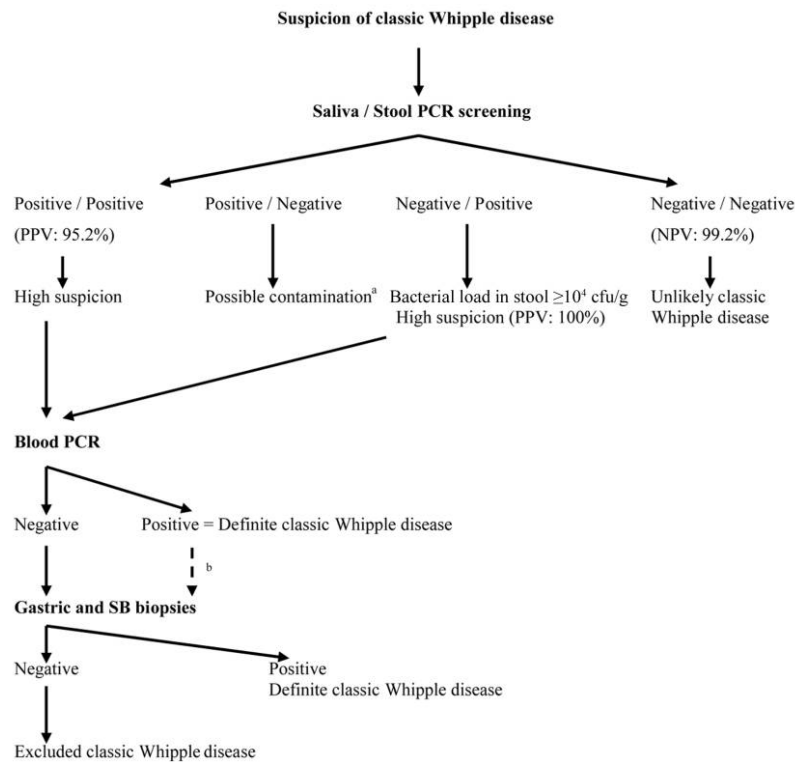 Suspicion of classic Whipple disease
Saliva / Stool PCR screening
Positive / Positive
(PPV: 95.2%)
Positive / Negative
Negative / Positive
Negative / Negative
(NPV: 99.2%)
High suspicion
Possible contaminationᵃ
Bacterial load in stool ≥10⁴ cfu/g
High suspicion (PPV: 100%)
Unlikely classic
Whipple disease
Blood PCR
Negative
Positive = Definite classic Whipple disease
b
Gastric and SB biopsies
Negative
Positive
Definite classic Whipple disease
Excluded classic Whipple disease